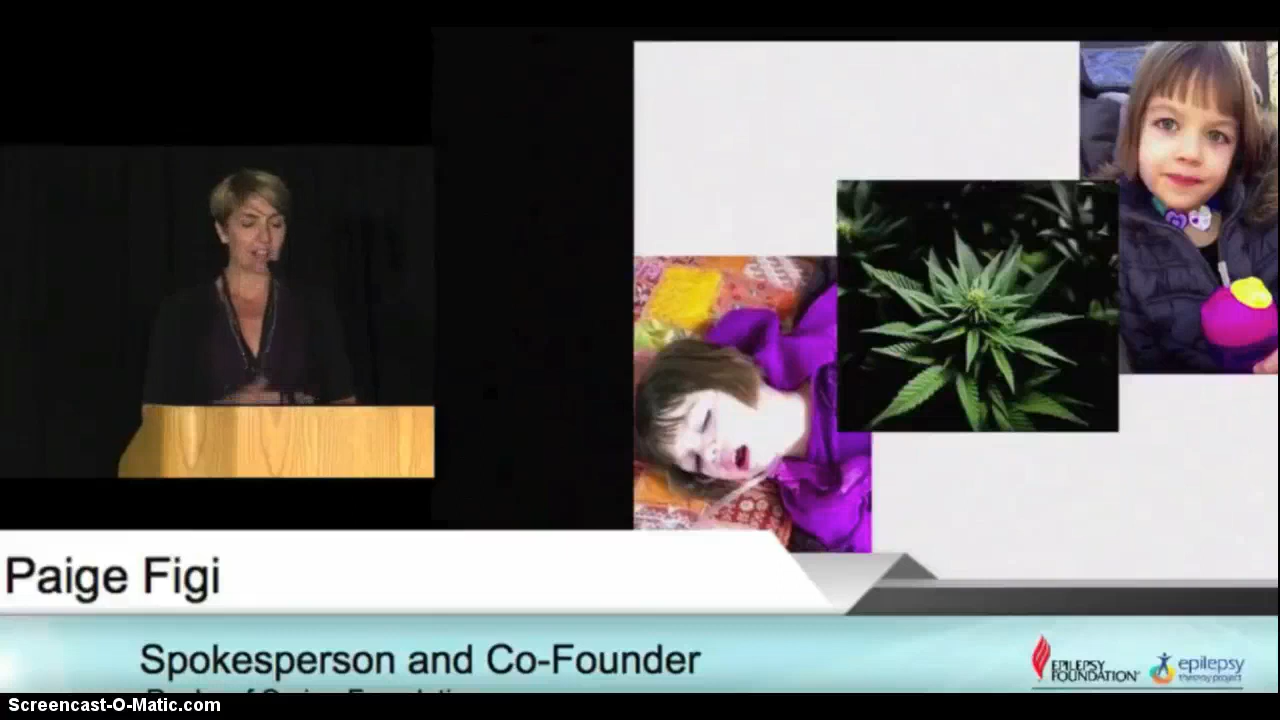 Paige Figi
Spokesperson and Co-Founder
EPILEPSY
FOUNDATION
epilepsy
therapy project
Screencast-O-Matic.com